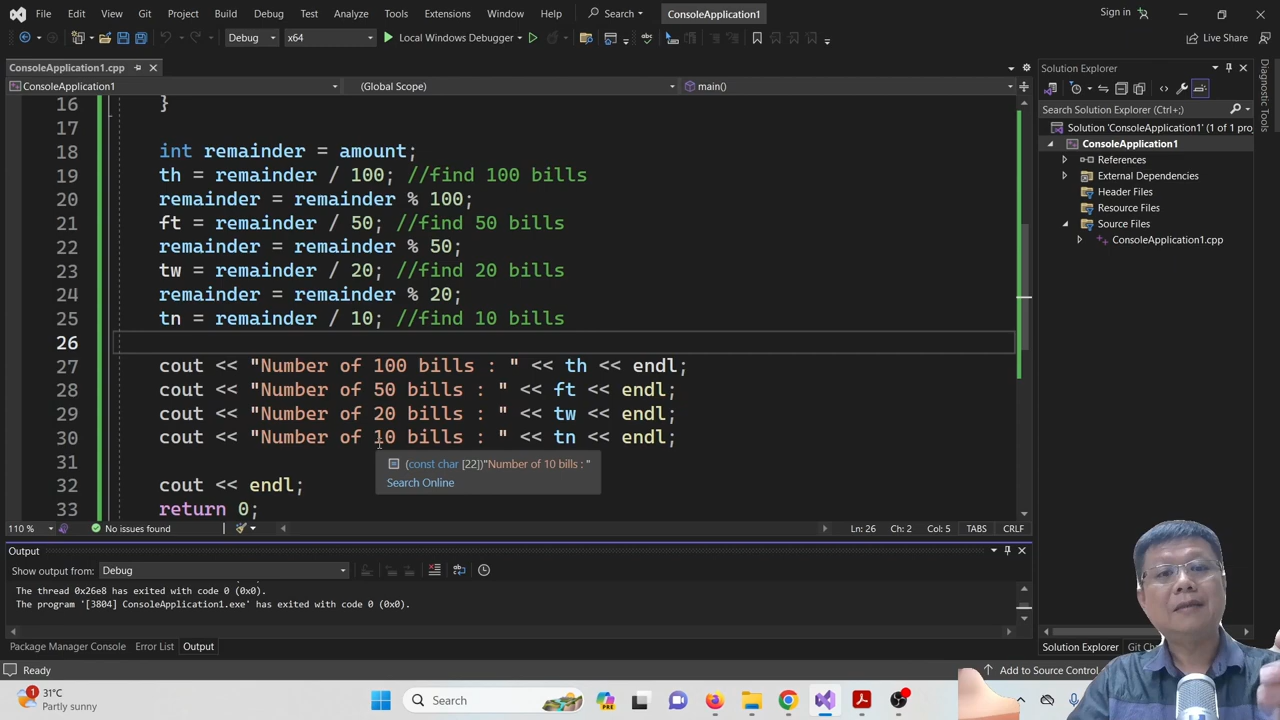 File Edit View Git Project Build Debug Test Analyze Tools Extensions Window Help Search ConsoleApplication1 Sign in
Debug x64 Local Windows Debugger Live Share
ConsoleApplication1.cpp
ConsoleApplication1 (Global Scope) main()
16 }
17
18 int remainder = amount;
19 th = remainder / 100; //find 100 bills
20 remainder = remainder % 100;
21 ft = remainder / 50; //find 50 bills
22 remainder = remainder % 50;
23 tw = remainder / 20; //find 20 bills
24 remainder = remainder % 20;
25 tn = remainder / 10; //find 10 bills
26
27 cout << "Number of 100 bills : " << th << endl;
28 cout << "Number of 50 bills : " << ft << endl;
29 cout << "Number of 20 bills : " << tw << endl;
30 cout << "Number of 10 bills : " << tn << endl;
(const char [22])"Number of 10 bills : "
Search Online
31
32 cout << endl;
33 return 0;
110 % No issues found Ln: 26 Ch: 2 Col: 5 TABS CRLF
Output
Show output from: Debug
The thread 0x26e8 has exited with code 0 (0x0).
The program '[3804] ConsoleApplication1.exe' has exited with code 0 (0x0).
Package Manager Console Error List Output
Ready
Solution Explorer
Search Solution Explorer (Ctrl+;)
Solution 'ConsoleApplication1' (1 of 1 pro
ConsoleApplication1
References
External Dependencies
Header Files
Resource Files
Source Files
ConsoleApplication1.cpp
Diagnostic Tools
Solution Explorer Git Ch
Add to Source Control
1 31°C
Partly sunny
Search
PRE